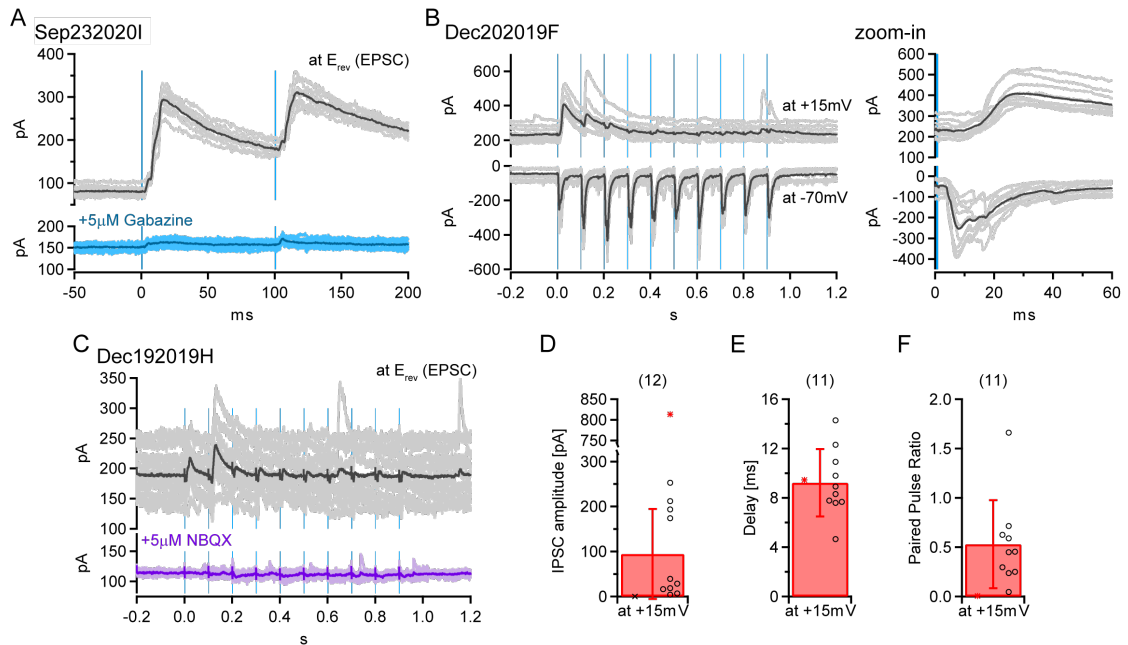 A
Sep232020I
at Erev (EPSC)
400
300
200
100
pA
+5µM Gabazine
200
150
100
pA
-50
0
50
100
150
200
ms
B
Dec202019F
600
400
200
pA
at +15mV
0
-200
-400
-600
pA
at -70mV
-0.2
0.0
0.2
0.4
0.6
0.8
1.0
1.2
s
zoom-in
600
500
400
300
200
100
pA
0
-100
-200
-300
-400
pA
0
20
40
60
ms
C
Dec192019H
at Erev (EPSC)
350
300
250
200
150
100
pA
+5µM NBQX
150
100
pA
-0.2
0.0
0.2
0.4
0.6
0.8
1.0
1.2
s
D
(12)
850
800
750
300
200
100
0
IPSC amplitude [pA]
at +15mV
E
(11)
16
12
8
4
0
Delay [ms]
at +15mV
F
(11)
2.0
1.5
1.0
0.5
0.0
Paired Pulse Ratio
at +15mV